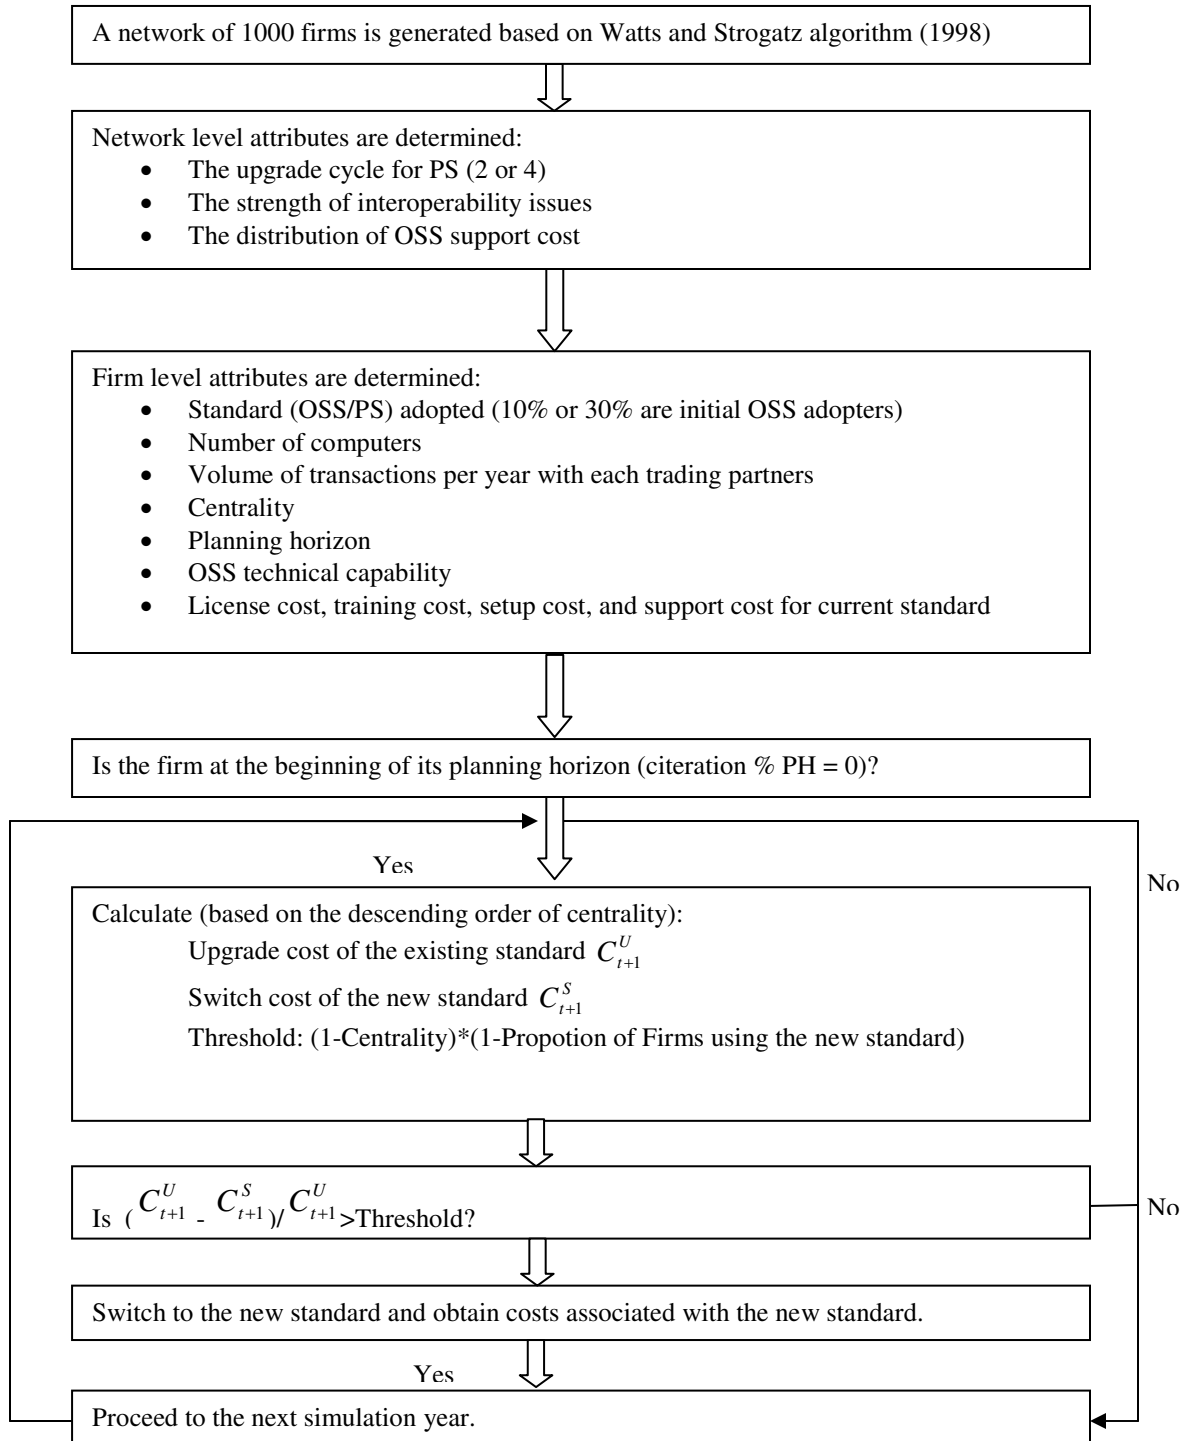 A network of 1000 firms is generated based on Watts and Strogatz algorithm (1998)
Network level attributes are determined:
• The upgrade cycle for PS (2 or 4)
• The strength of interoperability issues
• The distribution of OSS support cost
Firm level attributes are determined:
• Standard (OSS/PS) adopted (10% or 30% are initial OSS adopters)
• Number of computers
• Volume of transactions per year with each trading partners
• Centrality
• Planning horizon
• OSS technical capability
• License cost, training cost, setup cost, and support cost for current standard
Is the firm at the beginning of its planning horizon (citeration % PH = 0)?
Yes
No
Calculate (based on the descending order of centrality):
Upgrade cost of the existing standard $C_{t+1}^{U}$
Switch cost of the new standard $C_{t+1}^{S}$
Threshold: (1-Centrality)*(1-Propotion of Firms using the new standard)
Is ($C_{t+1}^{U}$ - $C_{t+1}^{S}$)/$C_{t+1}^{U}$>Threshold?
No
Switch to the new standard and obtain costs associated with the new standard.
Yes
Proceed to the next simulation year.